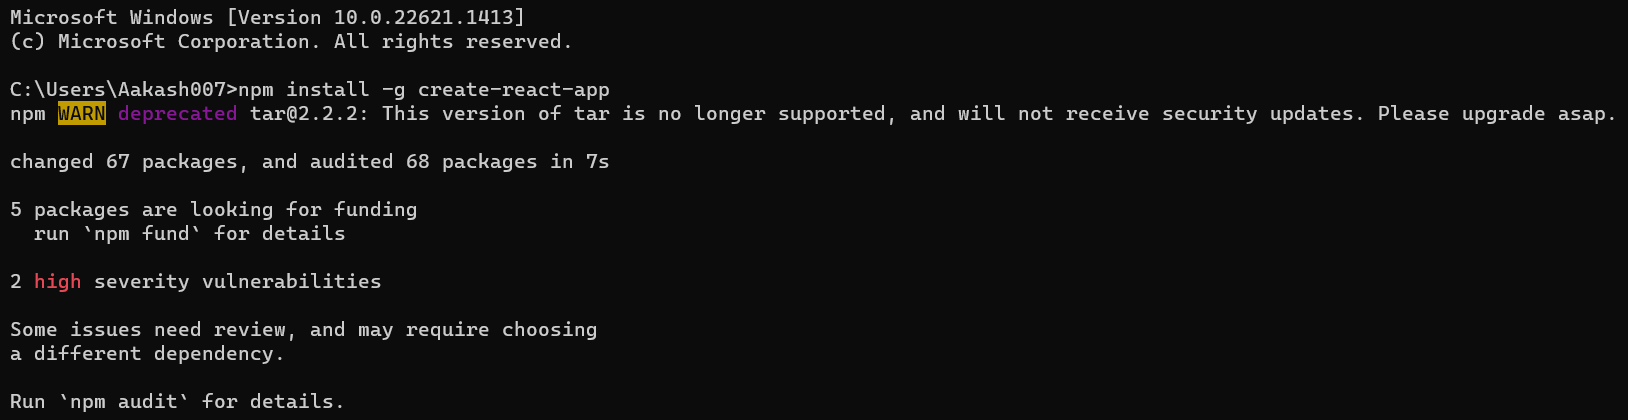 Microsoft Windows [Version 10.0.22621.1413]
(c) Microsoft Corporation. All rights reserved.
C:\Users\Aakash007>npm install -g create-react-app
npm WARN deprecated tar@2.2.2: This version of tar is no longer supported, and will not receive security updates. Please upgrade asap.
changed 67 packages, and audited 68 packages in 7s
5 packages are looking for funding
  run `npm fund` for details
2 high severity vulnerabilities
Some issues need review, and may require choosing
a different dependency.
Run `npm audit` for details.